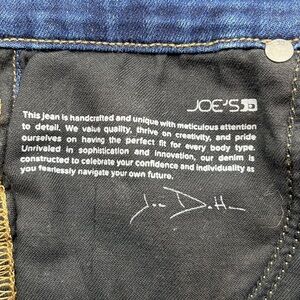 JOE'S
This jean is handcrafted and unique with meticulous attention
to detail. We value quality, thrive on creativity, and pride
ourselves on having the perfect fit for every body type.
Unrivaled in sophistication and innovation, our denim is
constructed to celebrate your confidence and individuality as
you fearlessly navigate your own future.